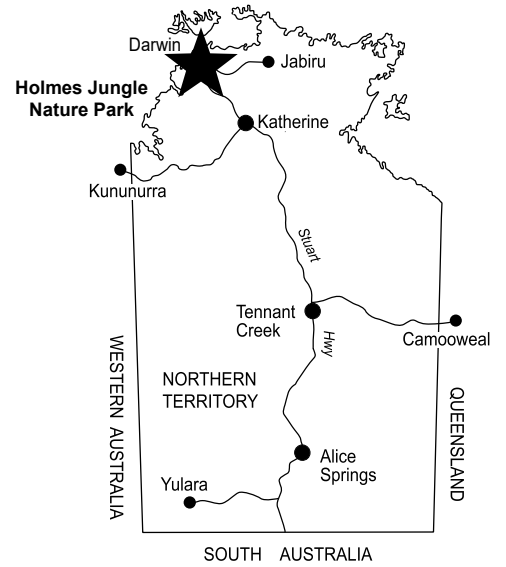 Darwin
Jabiru
Holmes Jungle
Nature Park
Katherine
Kununurra
Stuart
Tennant
Creek
Hwy
Camooweal
WESTERN AUSTRALIA
NORTHERN
TERRITORY
QUEENSLAND
Alice
Springs
Yulara
SOUTH AUSTRALIA